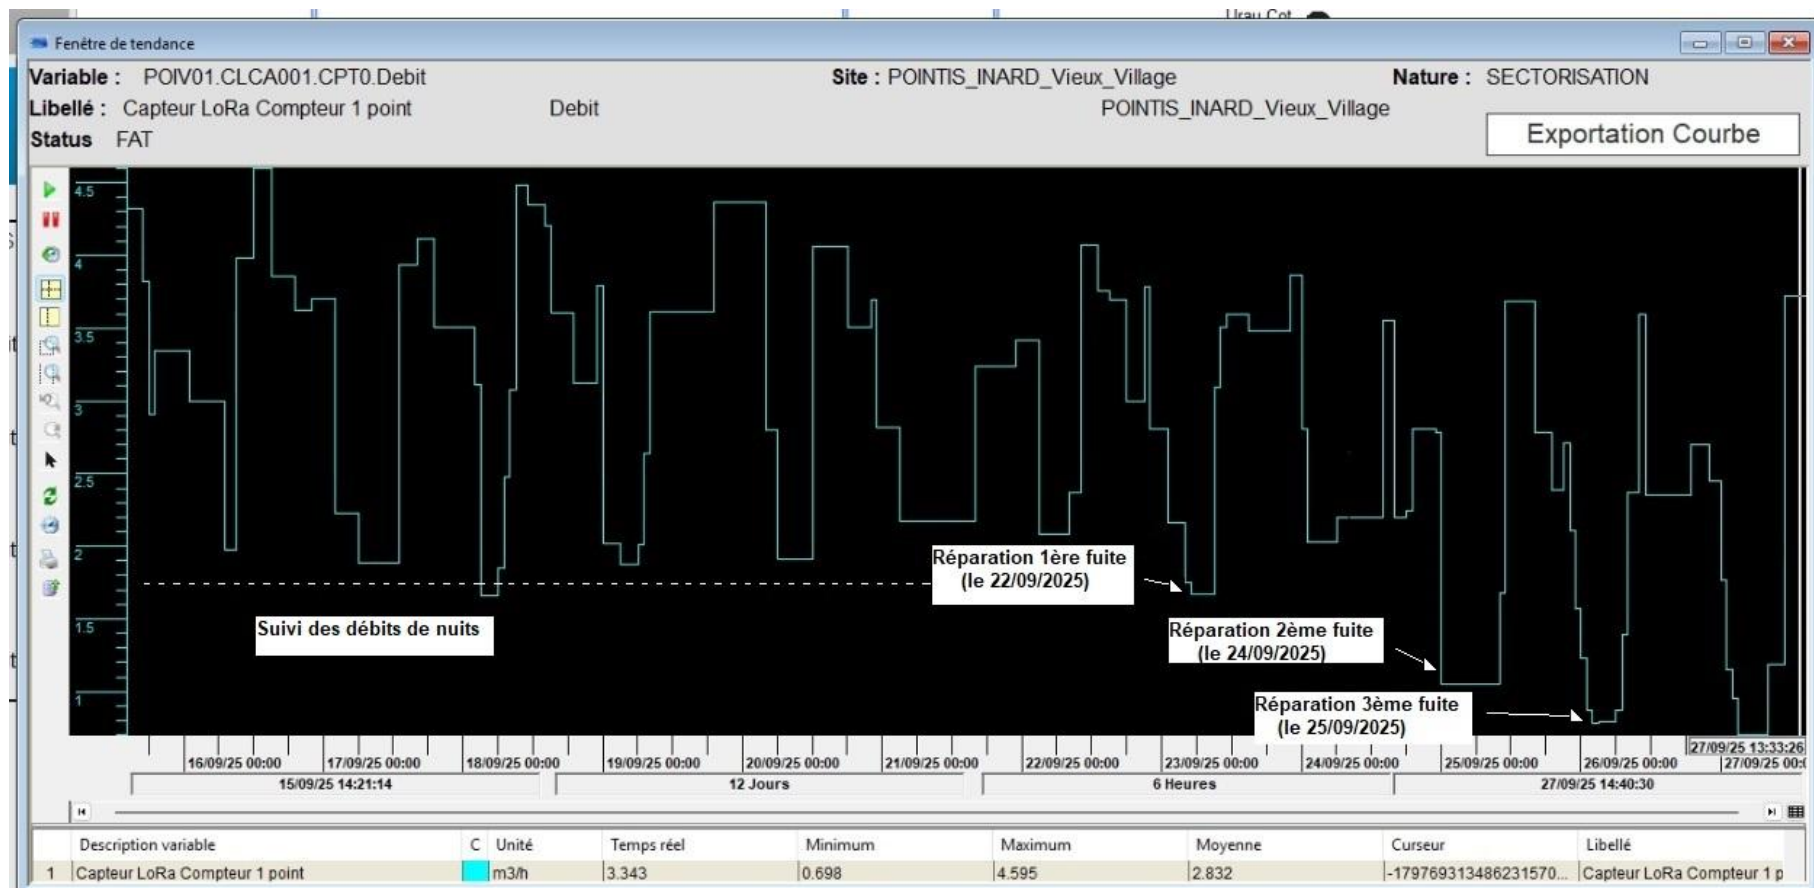 Urau Cot
Fenêtre de tendance
Variable : POIV01.CLCA001.CPT0.Debit Site : POINTIS_INARD_Vieux_Village Nature : SECTORISATION
Libellé : Capteur LoRa Compteur 1 point Debit POINTIS_INARD_Vieux_Village
Status FAT
Exportation Courbe
4.5
4
3.5
3
2.5
2
1.5
1
Réparation 1ère fuite
(le 22/09/2025)
Suivi des débits de nuits
Réparation 2ème fuite
(le 24/09/2025)
Réparation 3ème fuite
(le 25/09/2025)
27/09/25 13:33:26
16/09/25 00:00 17/09/25 00:00 18/09/25 00:00 19/09/25 00:00 20/09/25 00:00 21/09/25 00:00 22/09/25 00:00 23/09/25 00:00 24/09/25 00:00 25/09/25 00:00 26/09/25 00:00 27/09/25 00:
15/09/25 14:21:14 12 Jours 6 Heures 27/09/25 14:40:30
Description variable C Unité Temps réel Minimum Maximum Moyenne Curseur Libellé
1 Capteur LoRa Compteur 1 point m3/h 3.343 0.698 4.595 2.832 -179769313486231570... Capteur LoRa Compteur 1 p